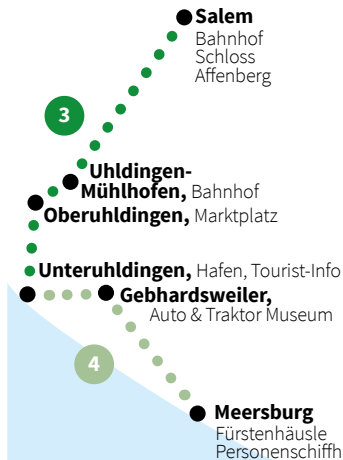 Salem
Bahnhof
Schloss
Affenberg
3
Uhldingen-
Mühlhofen, Bahnhof
Oberuhldingen, Marktplatz
Unteruhldingen, Hafen, Tourist-Info
Gebhardsweiler,
Auto & Traktor Museum
4
Meersburg
Fürstenhäusle
Personenschiffh